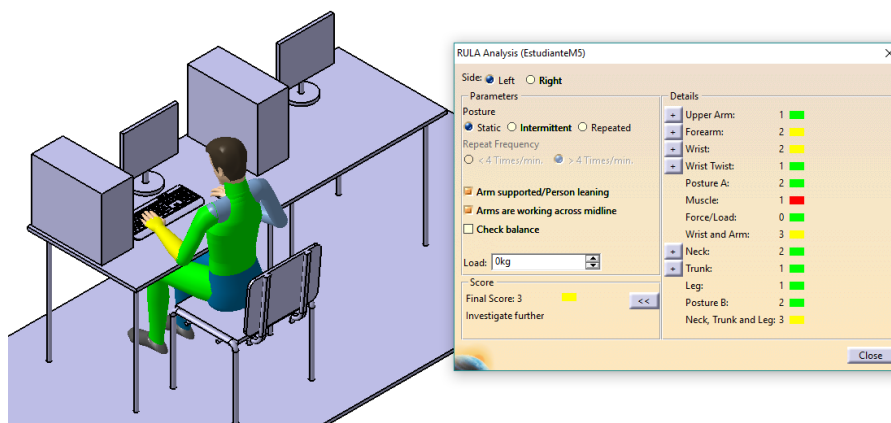 RULA Analysis (EstudianteM5)
Side: Left Right
Parameters
Posture
Static Intermittent Repeated
Repeat Frequency
< 4 Times/min. > 4 Times/min.
Arm supported/Person leaning
Arms are working across midline
Check balance
Load: 0kg
Score
Final Score: 3
<<
Investigate further
Details
+ Upper Arm: 1
+ Forearm: 2
+ Wrist: 2
+ Wrist Twist: 1
Posture A: 2
Muscle: 1
Force/Load: 0
Wrist and Arm: 3
+ Neck: 2
+ Trunk: 1
Leg: 1
Posture B: 2
Neck, Trunk and Leg: 3
Close